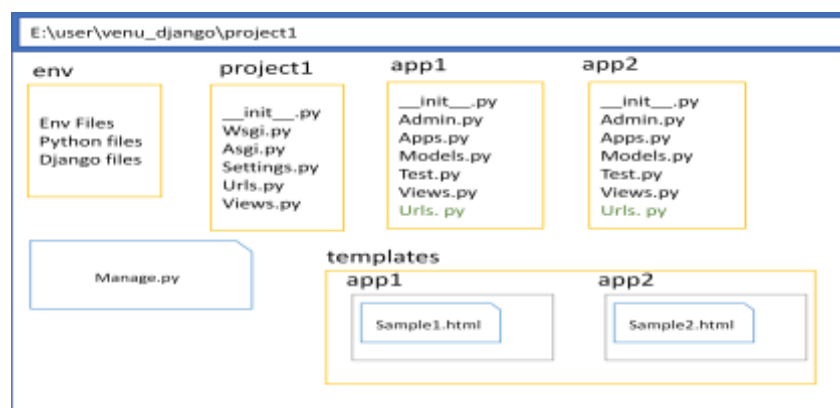 E:\user\venu_django\project1
env
Env Files
Python files
Django files
project1
__init__.py
Wsgi.py
Asgi.py
Settings.py
Urls.py
Views.py
app1
__init__.py
Admin.py
Apps.py
Models.py
Test.py
Views.py
Urls. py
app2
__init__.py
Admin.py
Apps.py
Models.py
Test.py
Views.py
Urls. py
Manage.py
templates
app1
Sample1.html
app2
Sample2.html